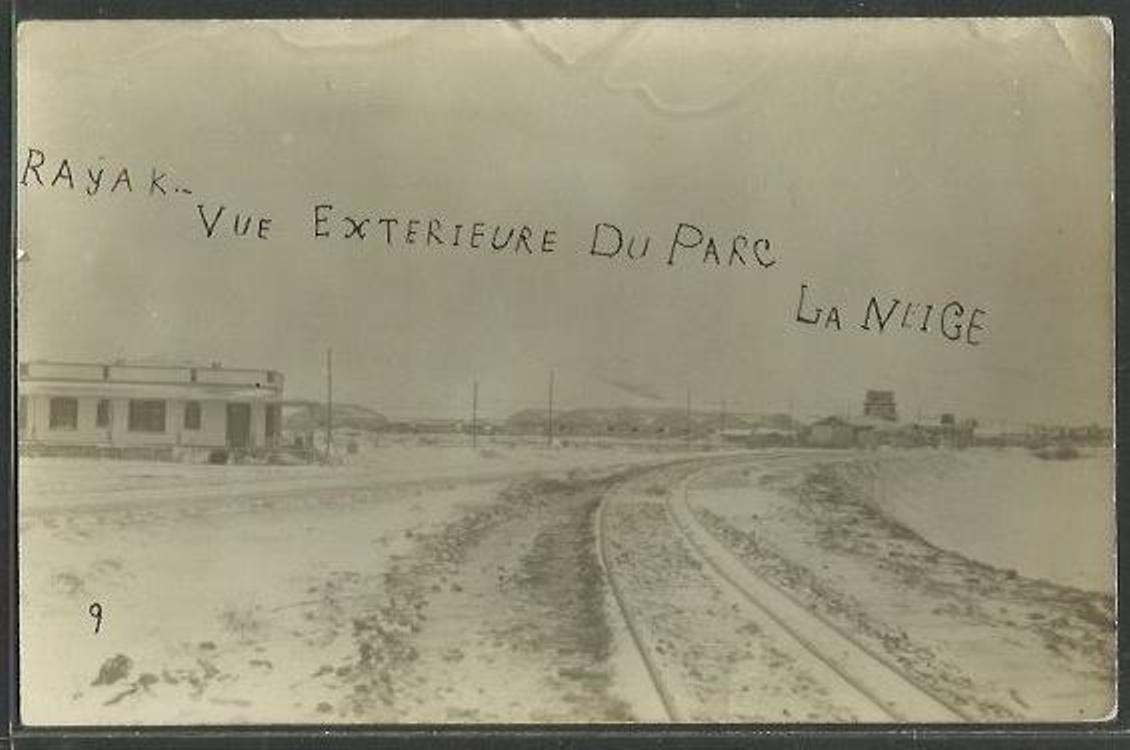 RAYAK..
VUE EXTERIEURE DU PARC
LA NEIGE
9